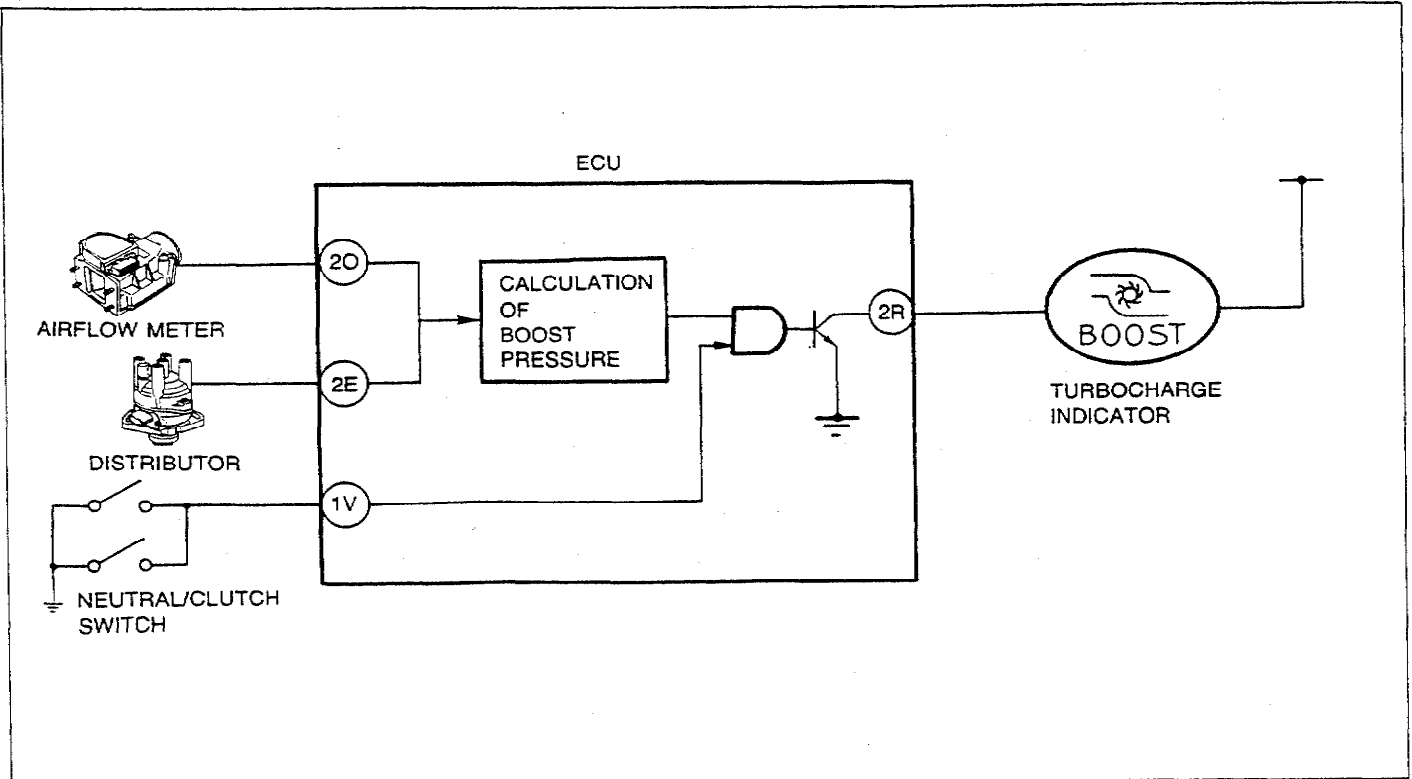 ECU
2O
CALCULATION
OF
BOOST
PRESSURE
2R
AIRFLOW METER
BOOST
2E
TURBOCHARGE
INDICATOR
DISTRIBUTOR
1V
NEUTRAL/CLUTCH
SWITCH